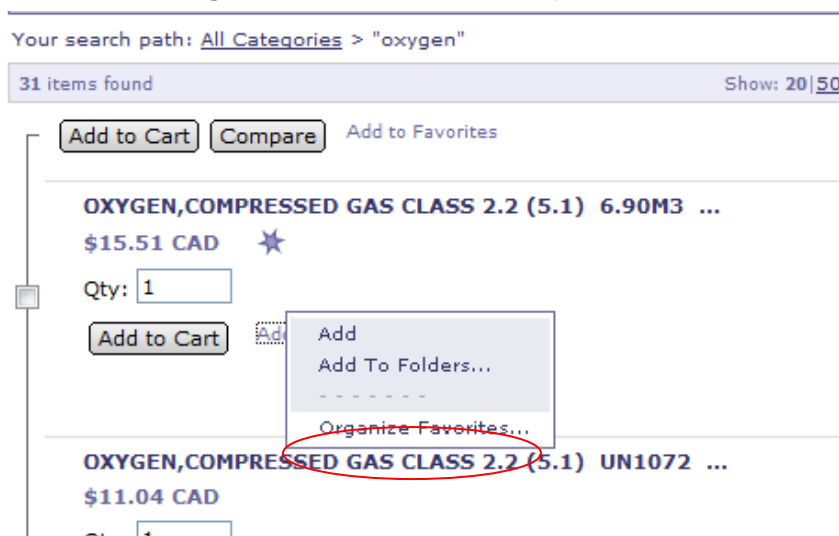 Your search path: All Categories > "oxygen"
31 items found Show: 20|50
Add to Cart Compare Add to Favorites
OXYGEN,COMPRESSED GAS CLASS 2.2 (5.1) 6.90M3 ...
$15.51 CAD
Qty: 1
Add to Cart Add
Add To Folders...
- - - - - - -
Organize Favorites...
OXYGEN,COMPRESSED GAS CLASS 2.2 (5.1) UN1072 ...
$11.04 CAD